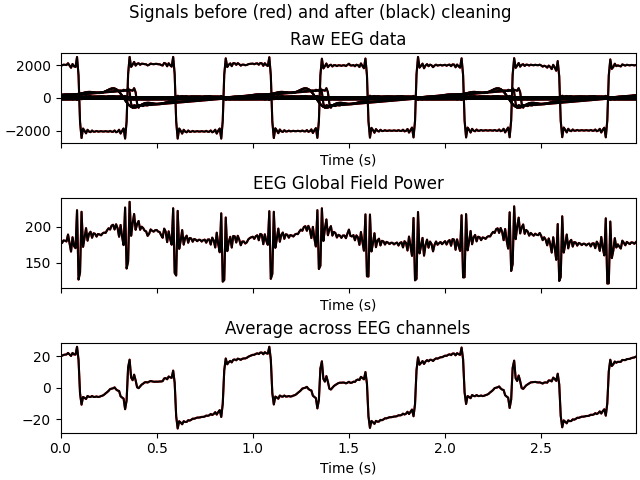 Signals before (red) and after (black) cleaning
Raw EEG data
2000
0
−2000
Time (s)
EEG Global Field Power
200
150
Time (s)
Average across EEG channels
20
0
−20
0.0 0.5 1.0 1.5 2.0 2.5
Time (s)